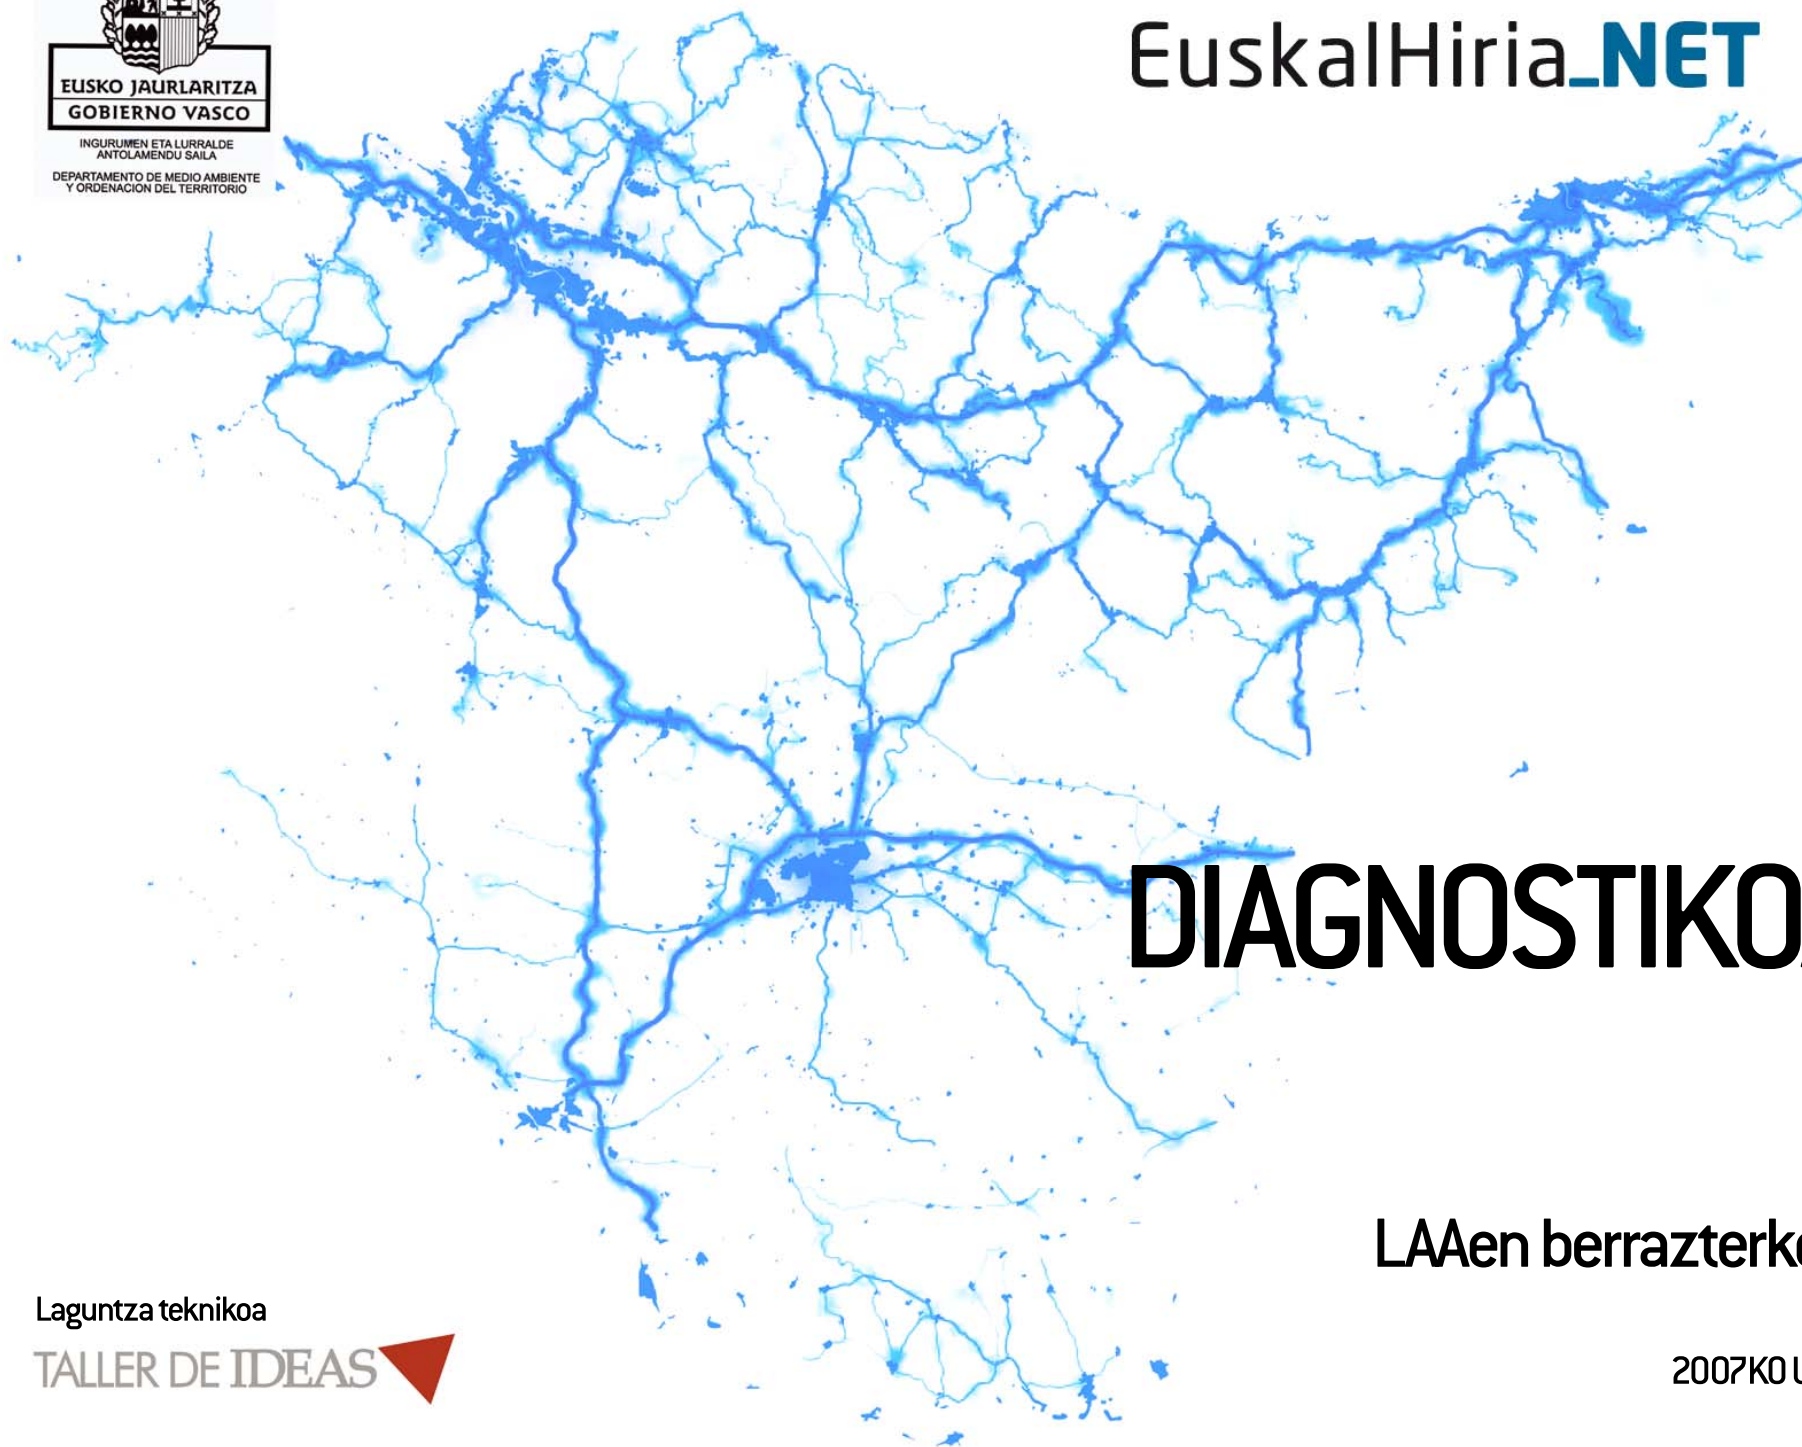 EUSKO JAURLARITZA
GOBIERNO VASCO
INGURUMEN ETA LURRALDE
ANTOLAMENDU SAILA
DEPARTAMENTO DE MEDIO AMBIENTE
Y ORDENACION DEL TERRITORIO
EuskalHiria_NET
DIAGNOSTIKO
LAAen berrazterk
Laguntza teknikoa
TALLER DE IDEAS
2007KO